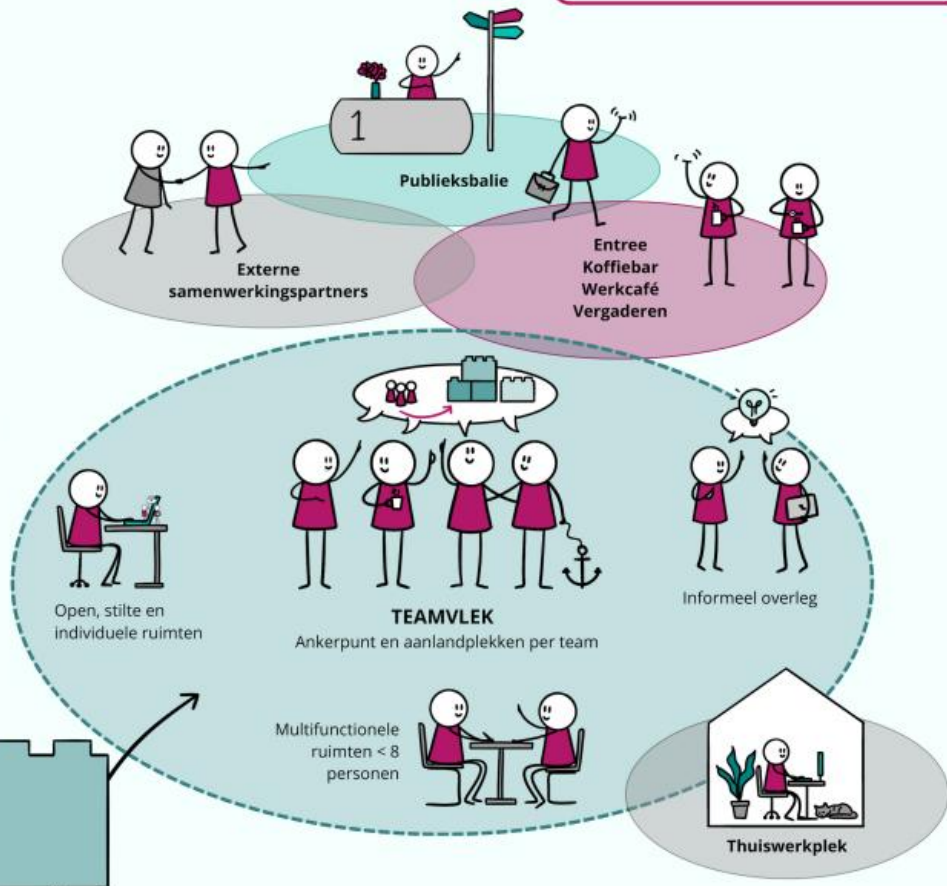 1
Publieksbalie
Externe
samenwerkingspartners
Entree
Koffiebar
Werkcafé
Vergaderen
Open, stilte en
individuele ruimten
TEAMVLEK
Ankerpunt en aanlandplekken per team
Informeel overleg
Multifunctionele
ruimten < 8
personen
Thuiswerkplek